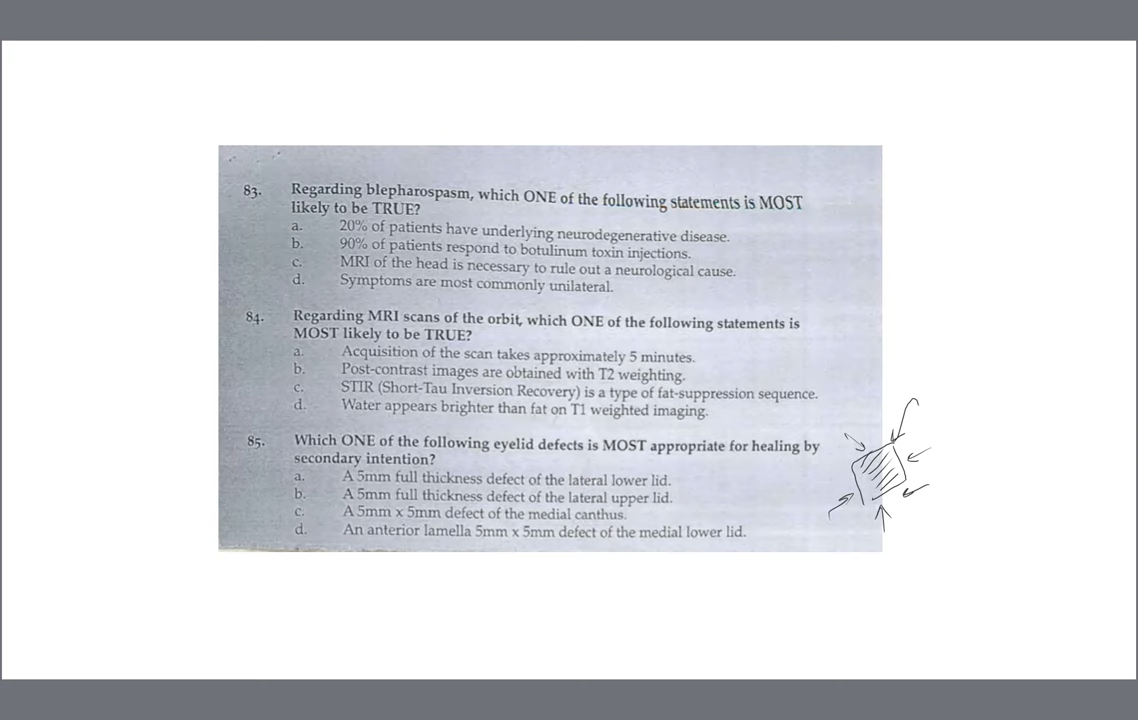 83. Regarding blepharospasm, which ONE of the following statements is MOST
likely to be TRUE?
a. 20% of patients have underlying neurodegenerative disease.
b. 90% of patients respond to botulinum toxin injections.
c. MRI of the head is necessary to rule out a neurological cause.
d. Symptoms are most commonly unilateral.
84. Regarding MRI scans of the orbit, which ONE of the following statements is
MOST likely to be TRUE?
a. Acquisition of the scan takes approximately 5 minutes.
b. Post-contrast images are obtained with T2 weighting.
c. STIR (Short-Tau Inversion Recovery) is a type of fat-suppression sequence.
d. Water appears brighter than fat on T1 weighted imaging.
85. Which ONE of the following eyelid defects is MOST appropriate for healing by
secondary intention?
a. A 5mm full thickness defect of the lateral lower lid.
b. A 5mm full thickness defect of the lateral upper lid.
c. A 5mm x 5mm defect of the medial canthus.
d. An anterior lamella 5mm x 5mm defect of the medial lower lid.